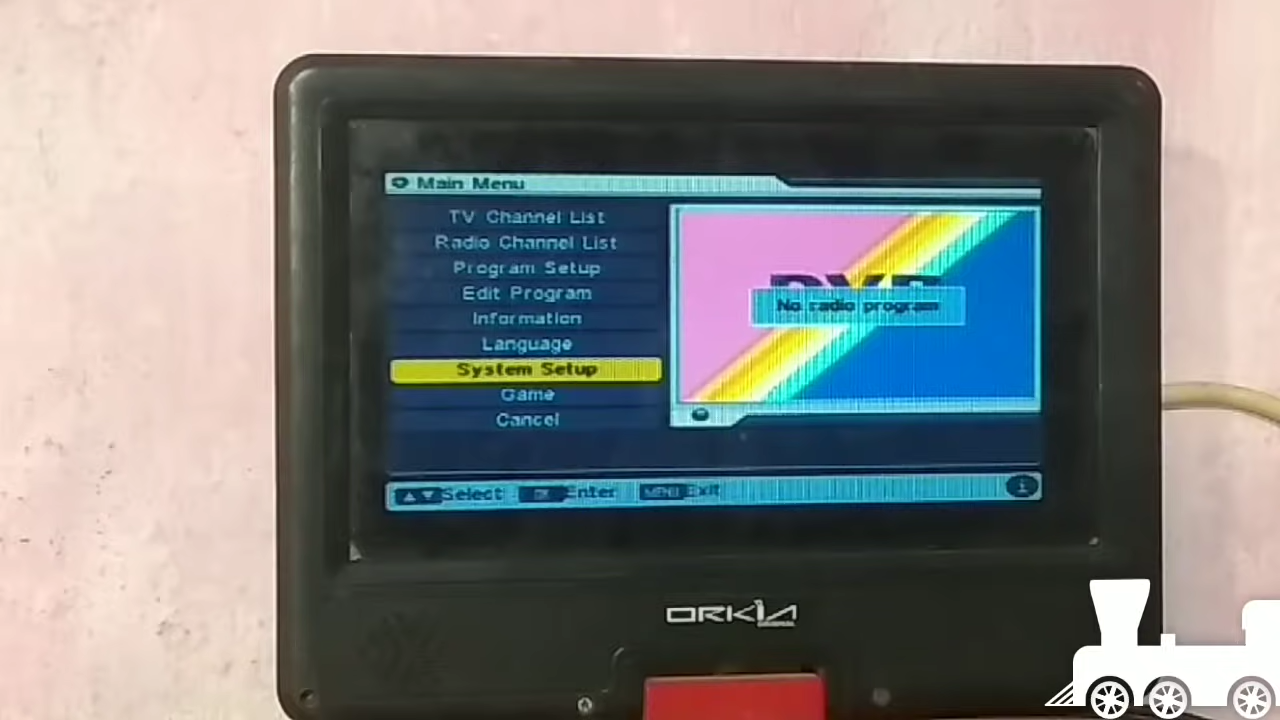 Main Menu
TV Channel List
Radio Channel List
Program Setup
Edit Program
Information
Language
System Setup
Game
Cancel
No radio program
Select
OK
Enter
MENU
Exit
ORKIA